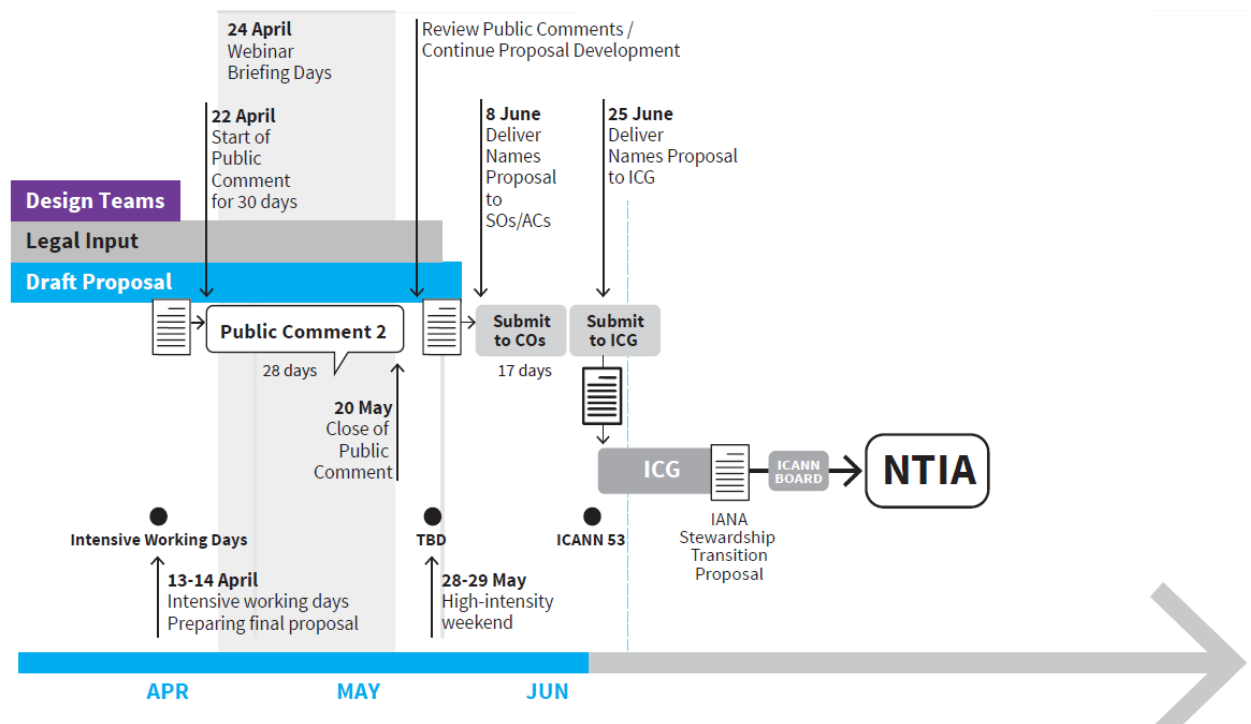 24 April
Webinar
Briefing Days
Review Public Comments /
Continue Proposal Development
22 April
Start of
Public
Comment
for 30 days
8 June
Deliver
Names
Proposal
to
SOs/ACs
25 June
Deliver
Names Proposal
to ICG
Design Teams
Legal Input
Draft Proposal
Public Comment 2
Submit
to COs
Submit
to ICG
28 days
17 days
20 May
Close of
Public
Comment
ICG
ICANN
BOARD
NTIA
IANA
Stewardship
Transition
Proposal
Intensive Working Days
TBD
ICANN 53
13-14 April
Intensive working days
Preparing final proposal
28-29 May
High-intensity
weekend
APR
MAY
JUN